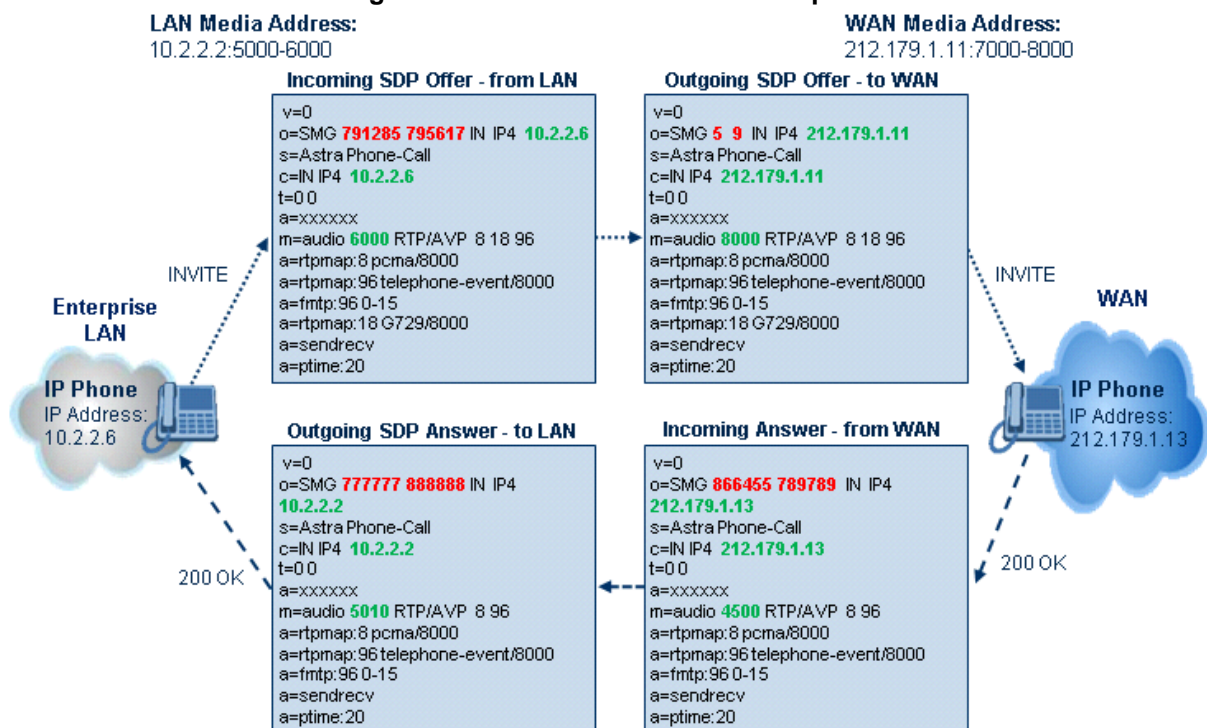 LAN Media Address:
10.2.2.2:5000-6000
WAN Media Address:
212.179.1.11:7000-8000
Incoming SDP Offer - from LAN
v=0
o=SMG 791285 795617 IN IP4 10.2.2.6
s=Astra Phone-Call
c=IN IP4 10.2.2.6
t=0 0
a=xxxxxx
m=audio 6000 RTP/AVP 8 18 96
a=rtpmap:8 pcma/8000
a=rtpmap:96 telephone-event/8000
a=fmtp:96 0-15
a=rtpmap:18 G729/8000
a=sendrecv
a=ptime:20
Outgoing SDP Offer - to WAN
v=0
o=SMG 5 9 IN IP4 212.179.1.11
s=Astra Phone-Call
c=IN IP4 212.179.1.11
t=0 0
a=xxxxxx
m=audio 8000 RTP/AVP 8 18 96
a=rtpmap:8 pcma/8000
a=rtpmap:96 telephone-event/8000
a=fmtp:96 0-15
a=rtpmap:18 G729/8000
a=sendrecv
a=ptime:20
INVITE
INVITE
Enterprise
LAN
IP Phone
IP Address:
10.2.2.6
WAN
IP Phone
IP Address:
212.179.1.13
Outgoing SDP Answer - to LAN
v=0
o=SMG 777777 888888 IN IP4
10.2.2.2
s=Astra Phone-Call
c=IN IP4 10.2.2.2
t=0 0
a=xxxxxx
m=audio 5010 RTP/AVP 8 96
a=rtpmap:8 pcma/8000
a=rtpmap:96 telephone-event/8000
a=fmtp:96 0-15
a=sendrecv
a=ptime:20
Incoming Answer - from WAN
v=0
o=SMG 866455 789789 IN IP4
212.179.1.13
s=Astra Phone-Call
c=IN IP4 212.179.1.13
t=0 0
a=xxxxxx
m=audio 4500 RTP/AVP 8 96
a=rtpmap:8 pcma/8000
a=rtpmap:96 telephone-event/8000
a=fmtp:96 0-15
a=sendrecv
a=ptime:20
200 OK
200 OK